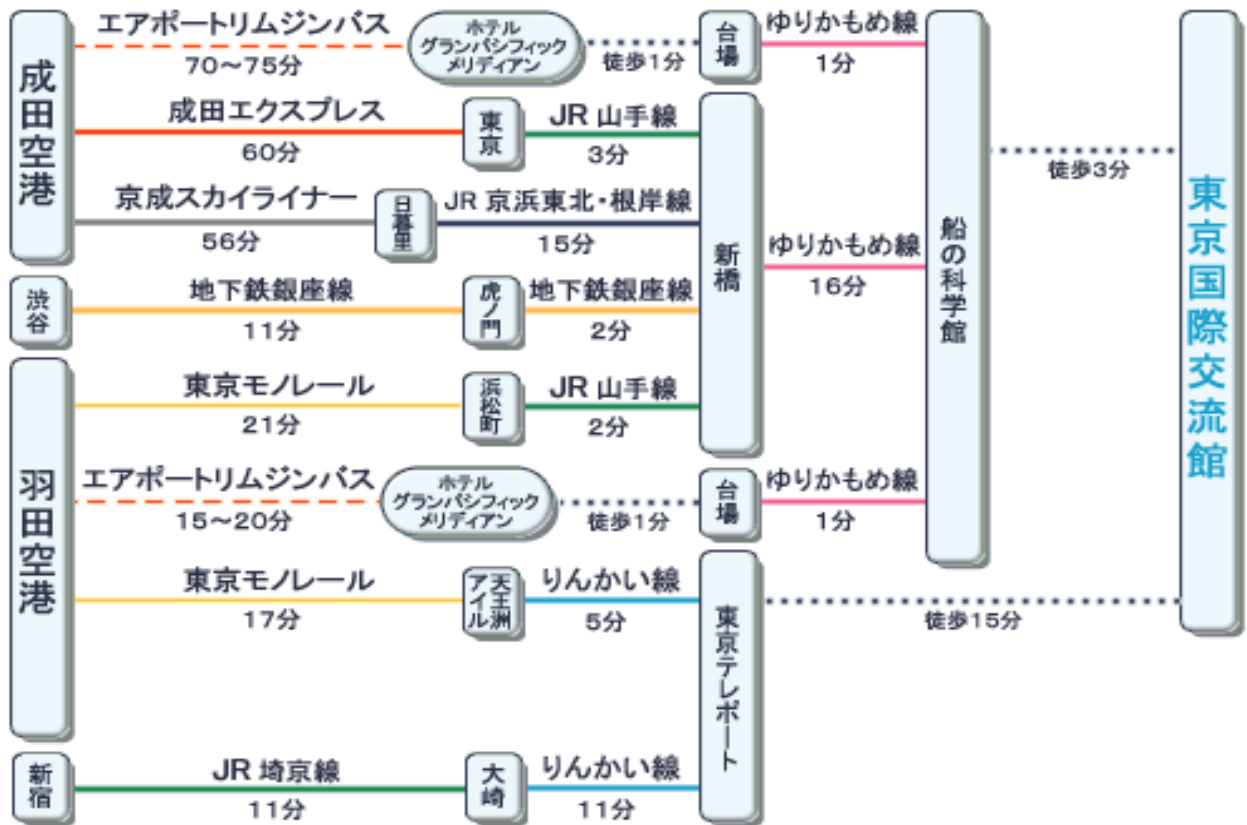 成田空港
エアポートリムジンバス
70〜75分
ホテル
グランパシフィック
メリディアン
徒歩1分
台場
ゆりかもめ線
1分
成田エクスプレス
60分
東京
JR 山手線
3分
京成スカイライナー
56分
日暮里
JR 京浜東北・根岸線
15分
新橋
ゆりかもめ線
16分
船の科学館
徒歩3分
東京国際交流館
渋谷
地下鉄銀座線
11分
虎ノ門
地下鉄銀座線
2分
羽田空港
東京モノレール
21分
浜松町
JR 山手線
2分
エアポートリムジンバス
15〜20分
ホテル
グランパシフィック
メリディアン
徒歩1分
台場
ゆりかもめ線
1分
東京モノレール
17分
天王洲
アイル
りんかい線
5分
東京テレポート
徒歩15分
新宿
JR 埼京線
11分
大崎
りんかい線
11分